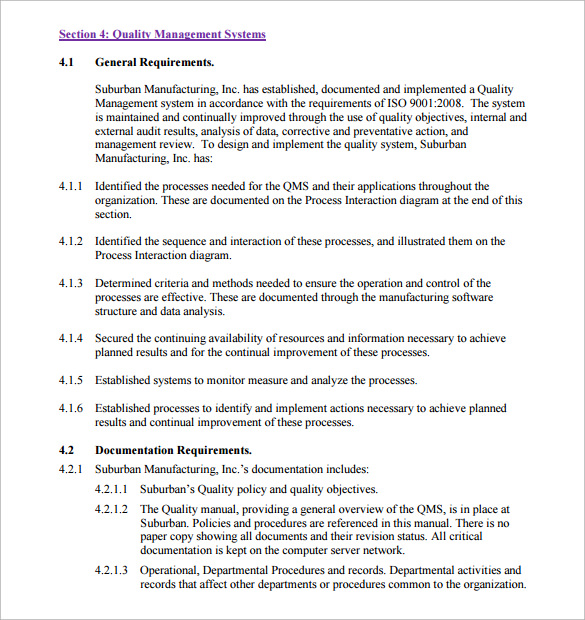 Section 4: Quality Management Systems
4.1 General Requirements.
Suburban Manufacturing, Inc. has established, documented and implemented a Quality
Management system in accordance with the requirements of ISO 9001:2008. The system
is maintained and continually improved through the use of quality objectives, internal and
external audit results, analysis of data, corrective and preventative action, and
management review. To design and implement the quality system, Suburban
Manufacturing, Inc. has:
4.1.1 Identified the processes needed for the QMS and their applications throughout the
organization. These are documented on the Process Interaction diagram at the end of this
section.
4.1.2 Identified the sequence and interaction of these processes, and illustrated them on the
Process Interaction diagram.
4.1.3 Determined criteria and methods needed to ensure the operation and control of the
processes are effective. These are documented through the manufacturing software
structure and data analysis.
4.1.4 Secured the continuing availability of resources and information necessary to achieve
planned results and for the continual improvement of these processes.
4.1.5 Established systems to monitor measure and analyze the processes.
4.1.6 Established processes to identify and implement actions necessary to achieve planned
results and continual improvement of these processes.
4.2 Documentation Requirements.
4.2.1 Suburban Manufacturing, Inc.'s documentation includes:
4.2.1.1 Suburban's Quality policy and quality objectives.
4.2.1.2 The Quality manual, providing a general overview of the QMS, is in place at
Suburban. Policies and procedures are referenced in this manual. There is no
paper copy showing all documents and their revision status. All critical
documentation is kept on the computer server network.
4.2.1.3 Operational, Departmental Procedures and records. Departmental activities and
records that affect other departments or procedures common to the organization.